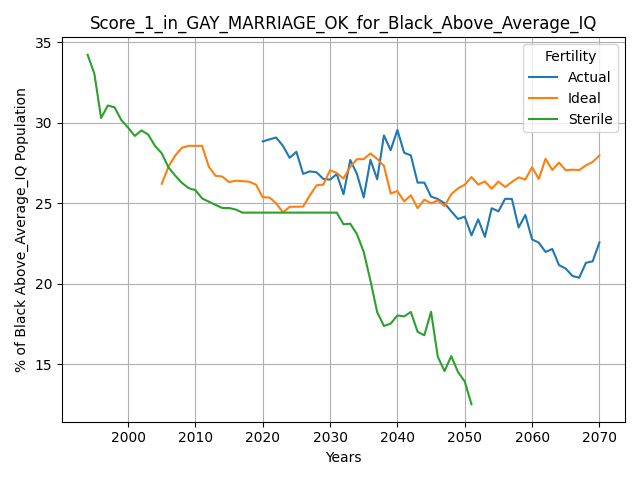 Score_1_in_GAY_MARRIAGE_OK_for_Black_Above_Average_IQ
% of Black Above_Average_IQ Population
35
30
25
20
15
Fertility
Actual
Ideal
Sterile
2000 2010 2020 2030 2040 2050 2060 2070
Years